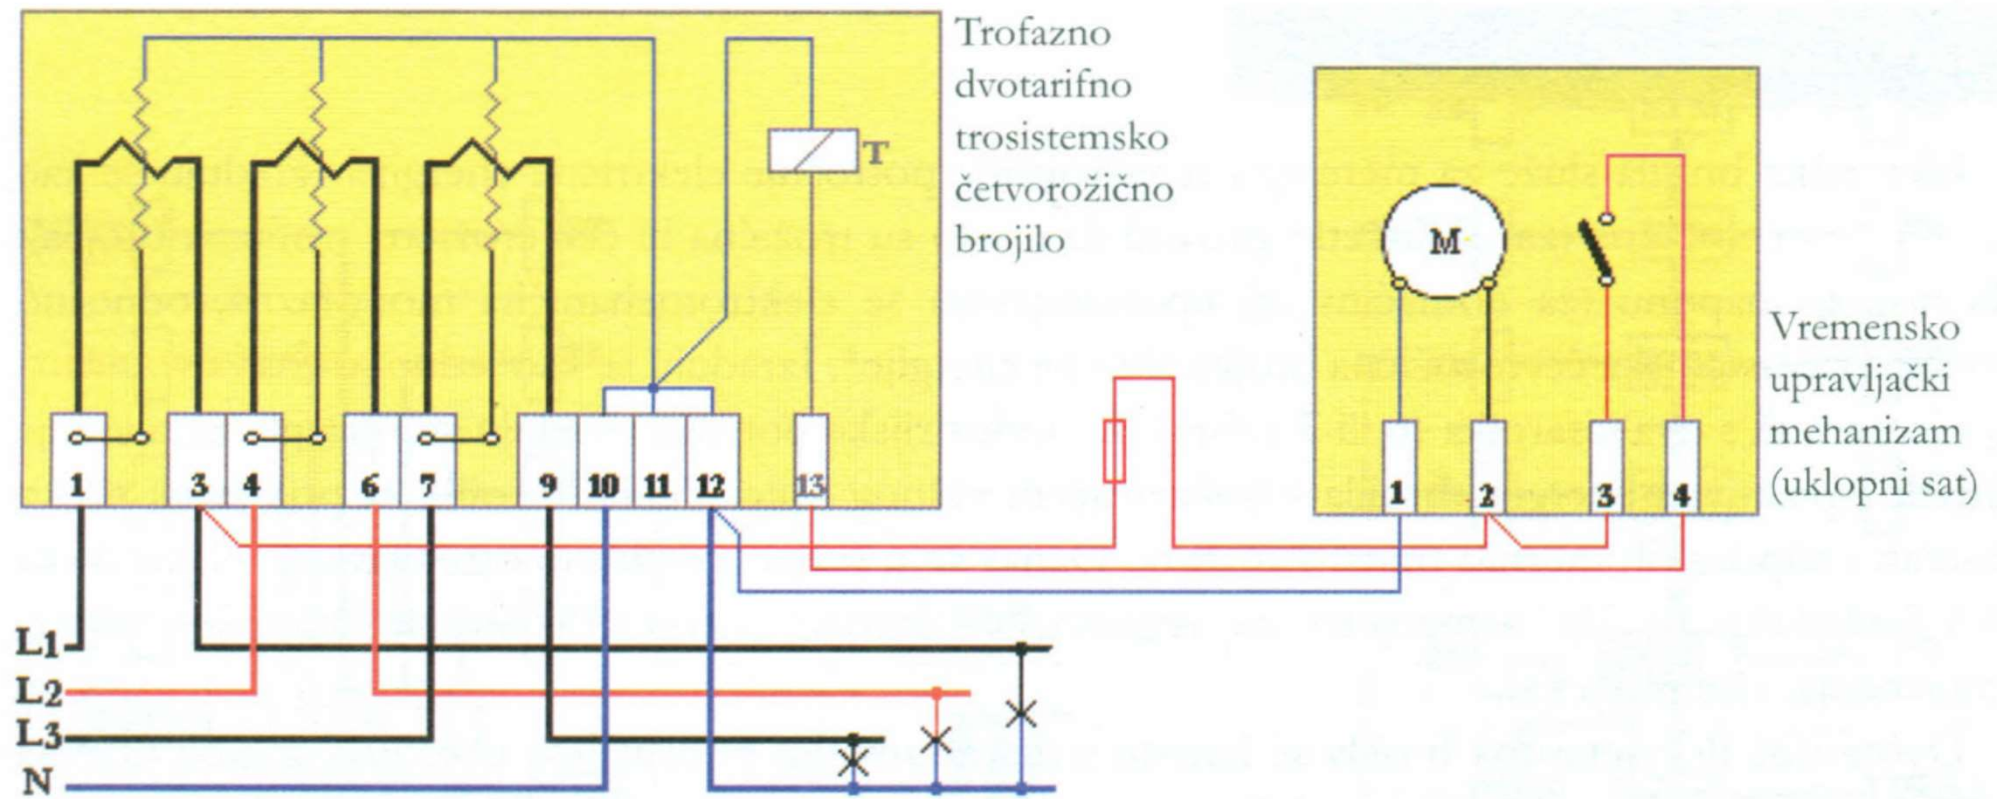 Trofazno
dvotarifno
trosistemsko
četvorožično
brojilo
T
1 3 4 6 7 9 10 11 12 13
M
1 2 3 4
Vremensko
upravljački
mehanizam
(uklopni sat)
L1
L2
L3
N